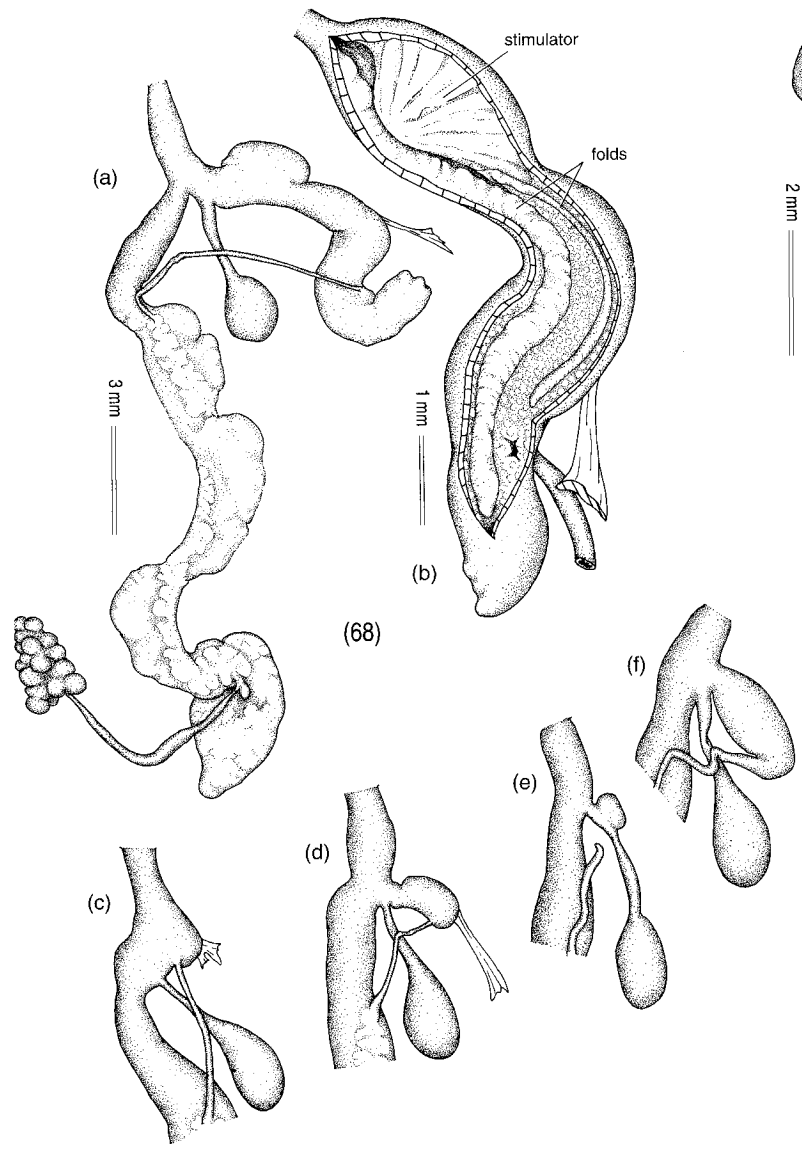 stimulator
folds
(a)
2 mm
3 mm
1 mm
(b)
(68)
(f)
(e)
(d)
(c)